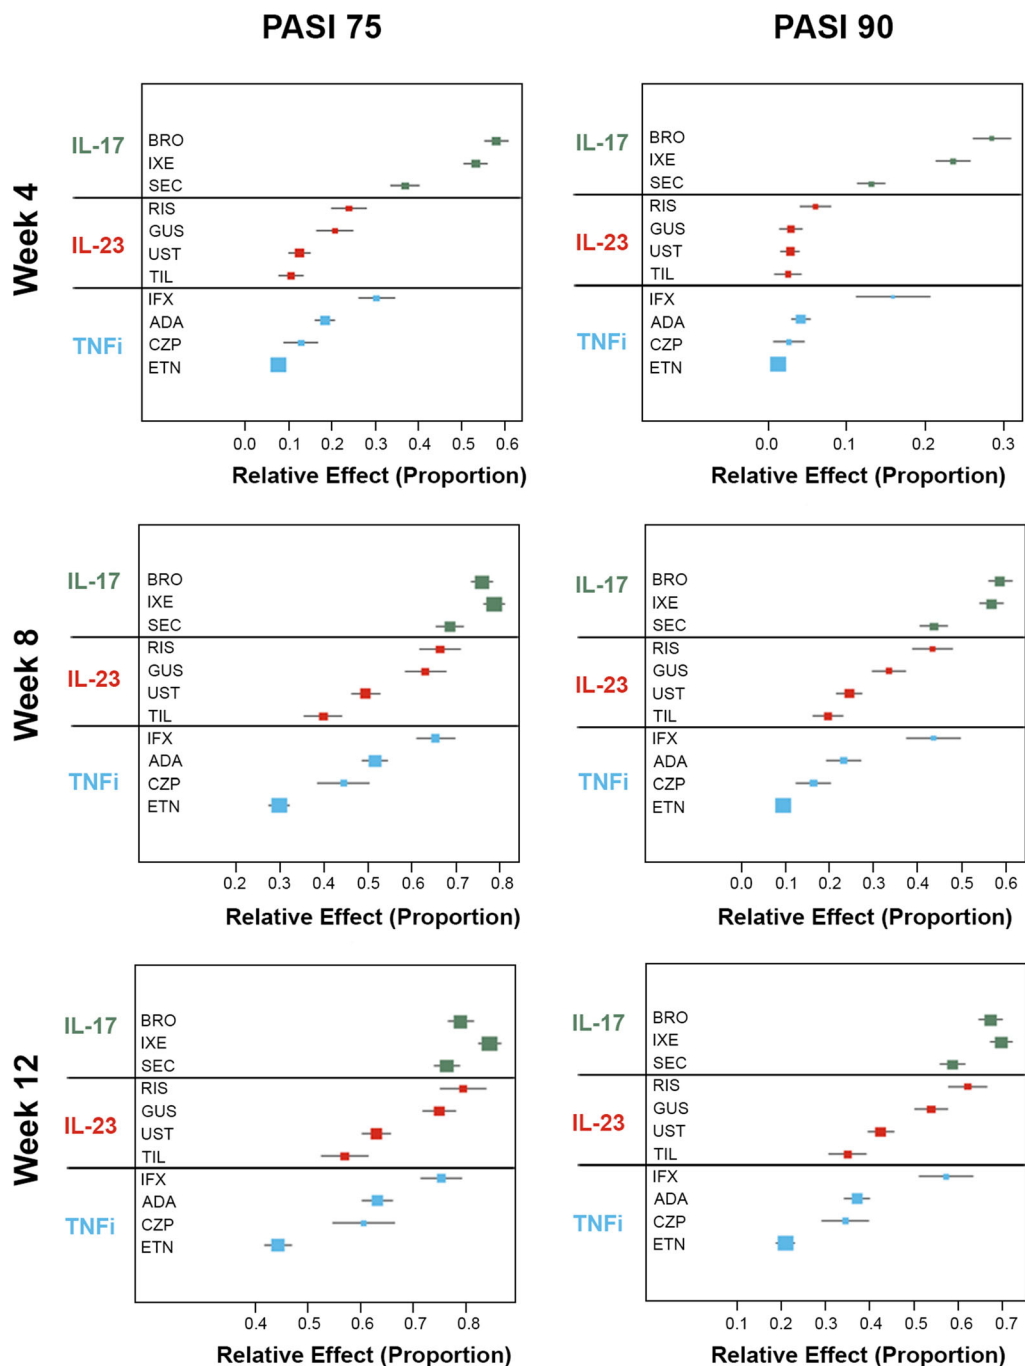 PASI 75
PASI 90
Week 4
IL-17
BRO
IXE
SEC
IL-23
RIS
GUS
UST
TIL
TNFi
IFX
ADA
CZP
ETN
0.0 0.1 0.2 0.3 0.4 0.5 0.6
Relative Effect (Proportion)
IL-17
BRO
IXE
SEC
IL-23
RIS
GUS
UST
TIL
TNFi
IFX
ADA
CZP
ETN
0.0 0.1 0.2 0.3
Relative Effect (Proportion)
Week 8
IL-17
BRO
IXE
SEC
IL-23
RIS
GUS
UST
TIL
TNFi
IFX
ADA
CZP
ETN
0.2 0.3 0.4 0.5 0.6 0.7 0.8
Relative Effect (Proportion)
IL-17
BRO
IXE
SEC
IL-23
RIS
GUS
UST
TIL
TNFi
IFX
ADA
CZP
ETN
0.0 0.1 0.2 0.3 0.4 0.5 0.6
Relative Effect (Proportion)
Week 12
IL-17
BRO
IXE
SEC
IL-23
RIS
GUS
UST
TIL
TNFi
IFX
ADA
CZP
ETN
0.4 0.4 0.6 0.7 0.8
Relative Effect (Proportion)
IL-17
BRO
IXE
SEC
IL-23
RIS
GUS
UST
TIL
TNFi
IFX
ADA
CZP
ETN
0.1 0.2 0.3 0.4 0.5 0.6 0.7
Relative Effect (Proportion)